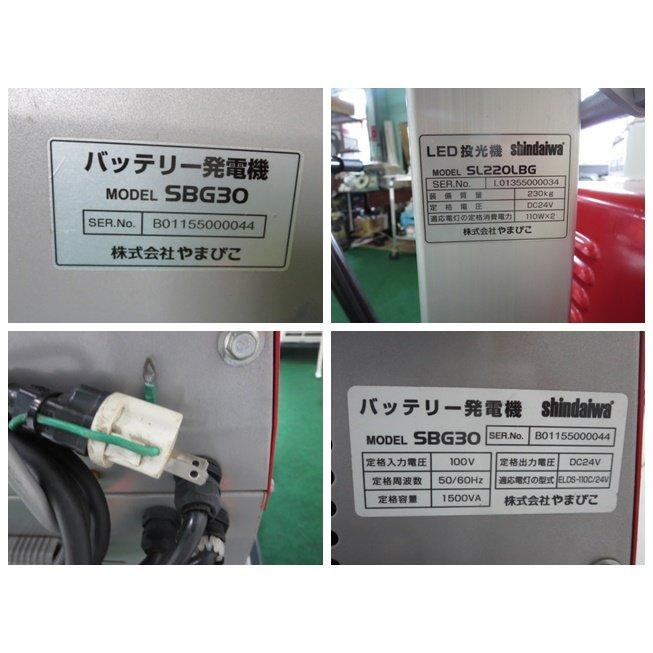 バッテリー発電機
MODEL SBG30
SER.No. B01155000044
株式会社やまびこ
LED投光機 shindaiwa
MODEL SL220LBG
SER.No. L01355000034
装備質量 230kg
定格電圧 DC24V
適応電灯の定格消費電力 110W×2
株式会社やまびこ
バッテリー発電機 shindaiwa
MODEL SBG30 SER.No. B01155000044
定格入力電圧 100V 定格出力電圧 DC24V
定格周波数 50/60Hz 適応電灯の型式 ELDS-110C/24V
定格容量 1500VA 株式会社やまびこ